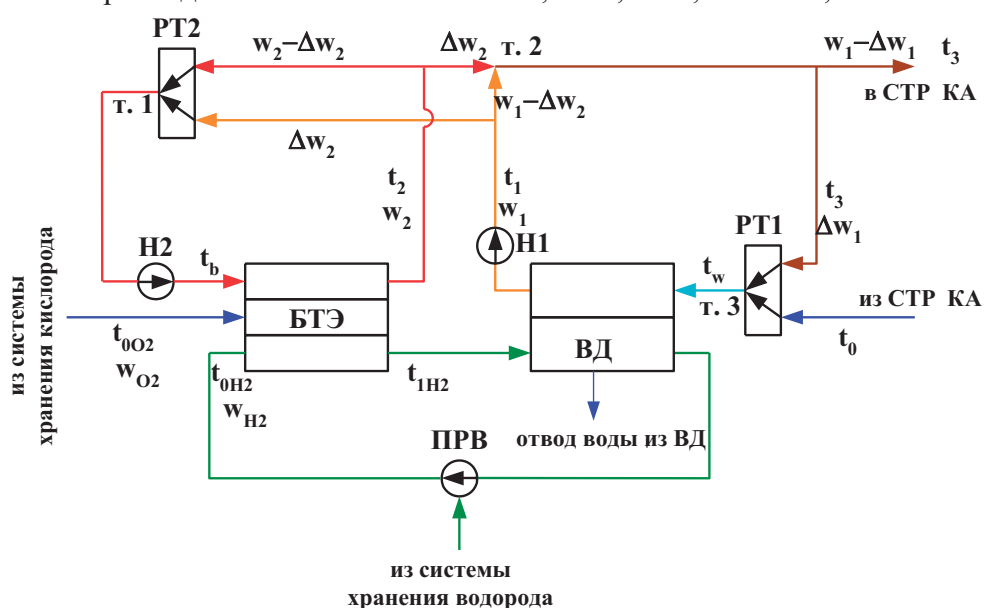 РТ2
w2−Δw2
Δw2
т. 2
w1−Δw1
t3
в СТР КА
т. 1
w1−Δw2
Δw2
t2
w2
t1
w1
t3
Δw1
Н2
tb
Н1
РТ1
tw
т. 3
из СТР КА
t0
из системы
хранения кислорода
t0O2
wO2
БТЭ
t0H2
wH2
t1H2
ВД
отвод воды из ВД
ПРВ
из системы
хранения водорода